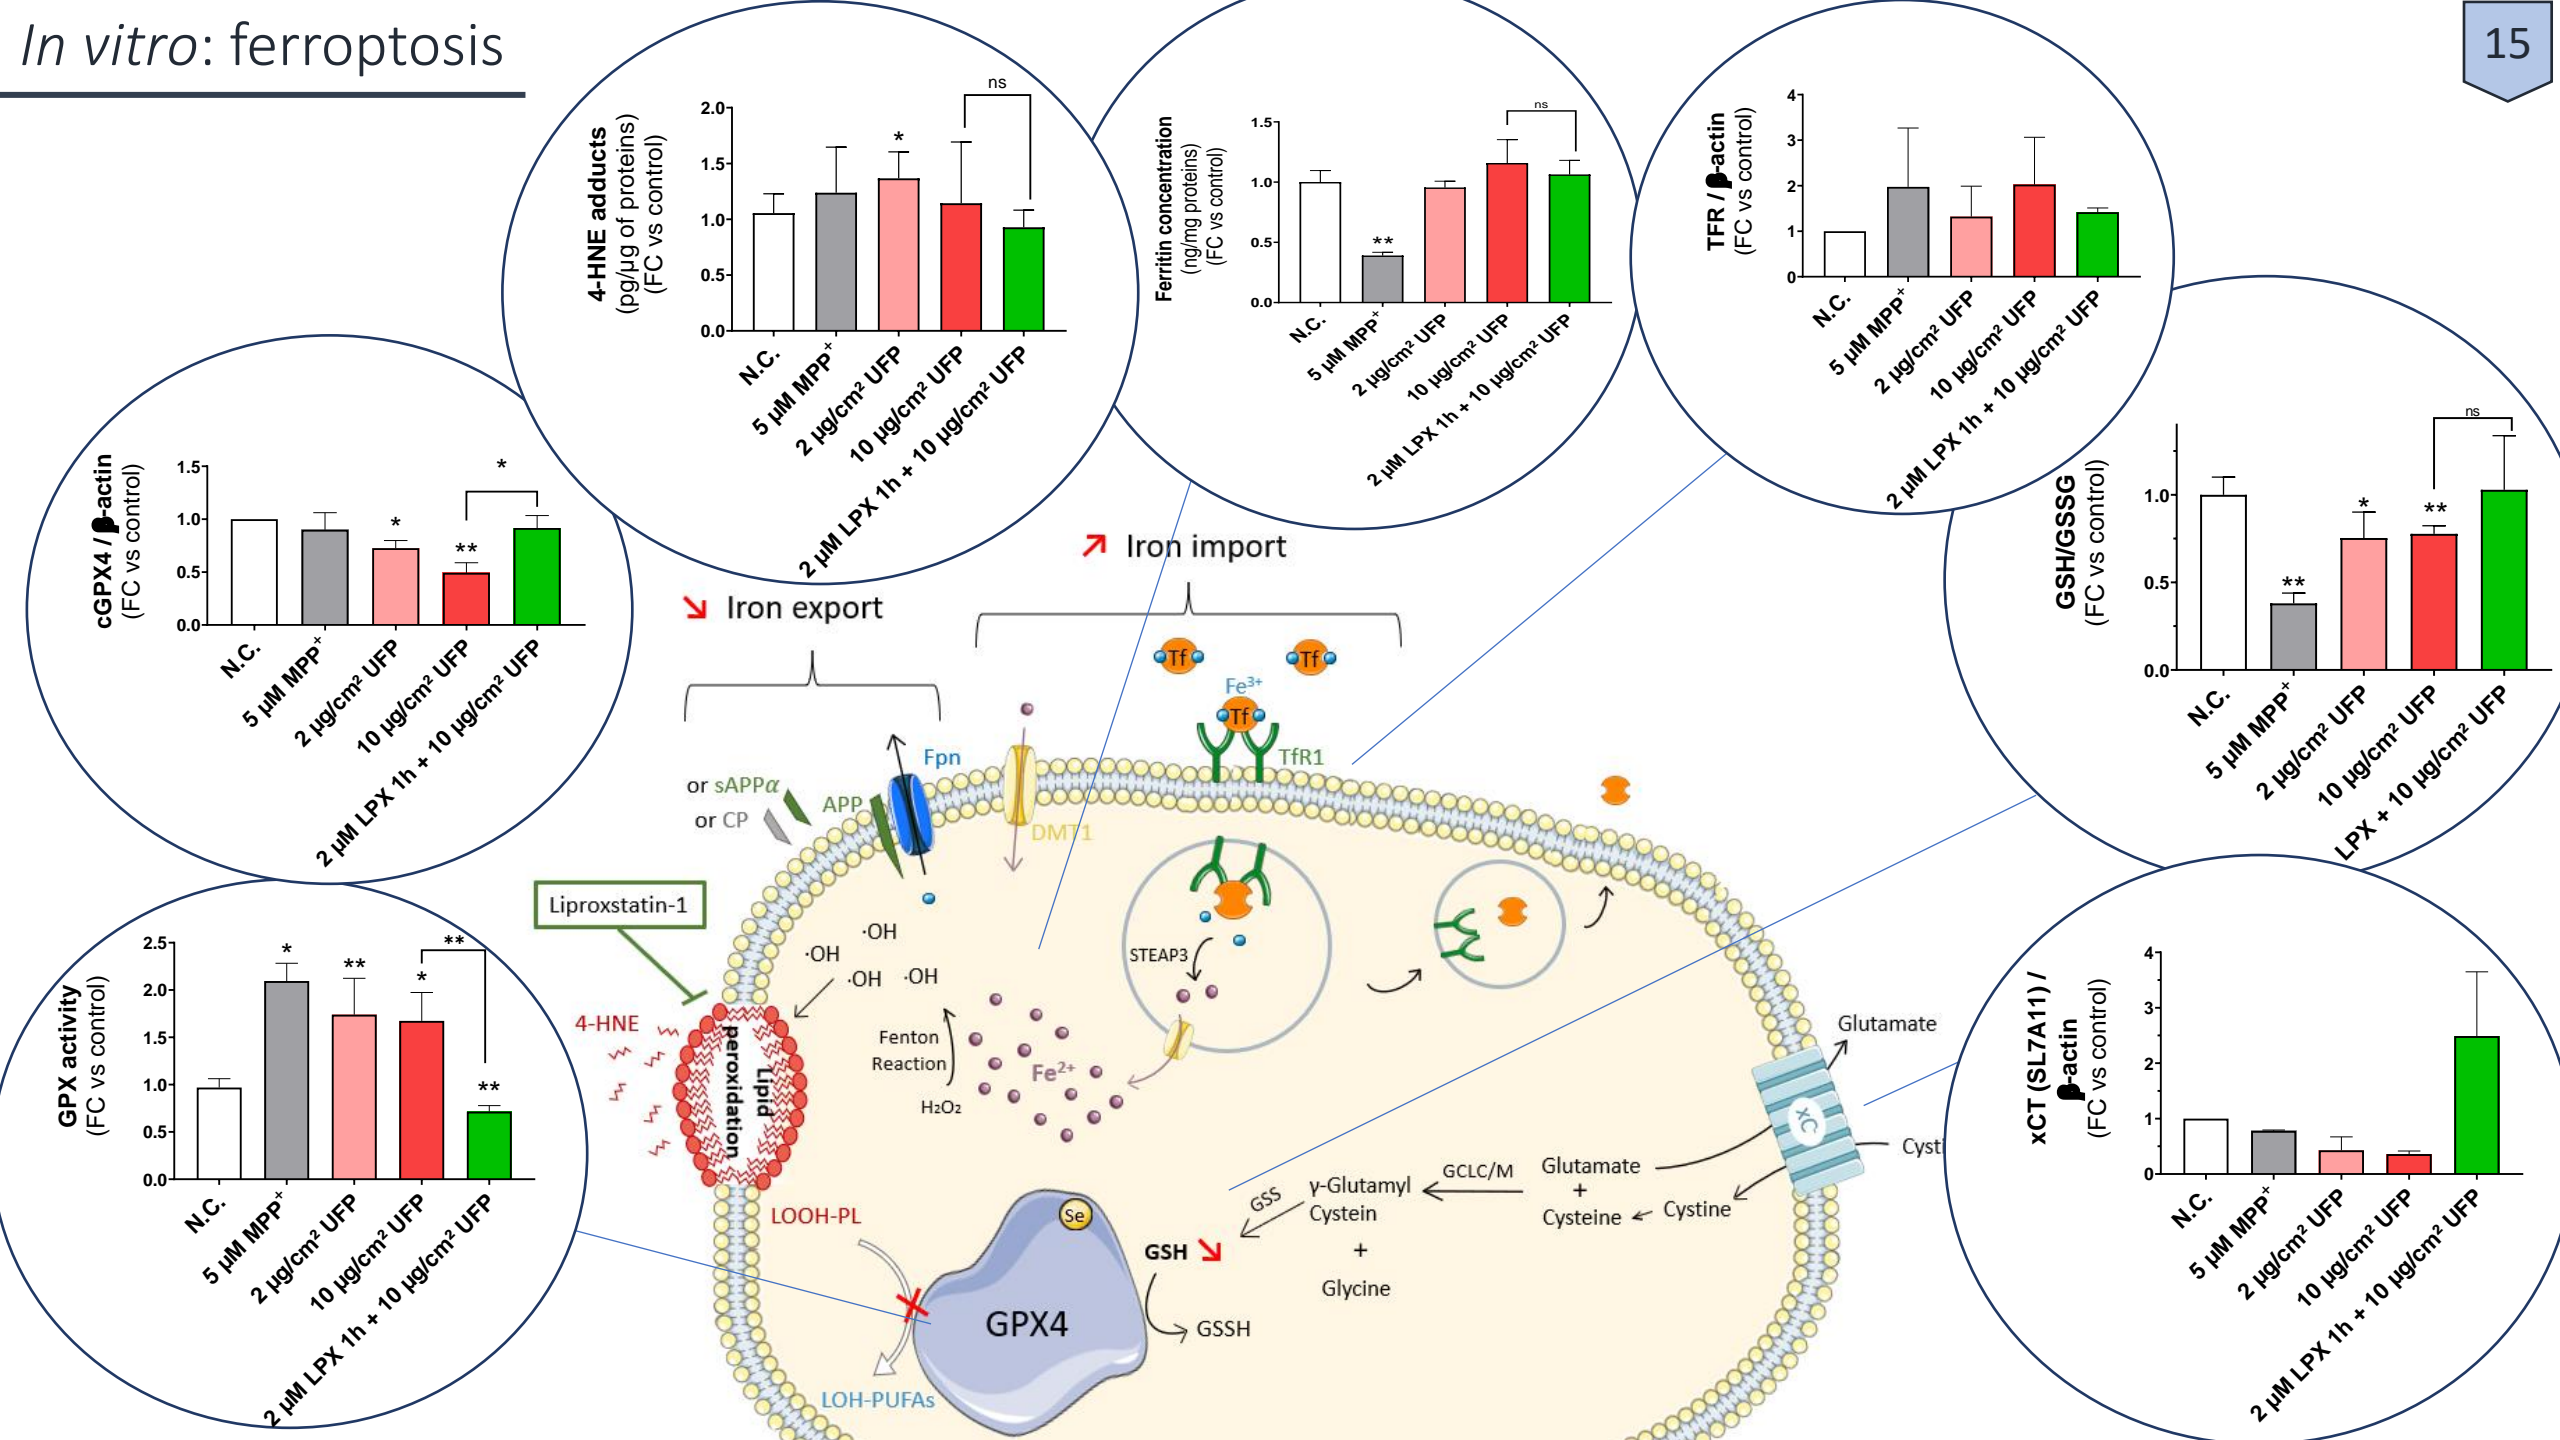 In vitro: ferroptosis
15
4-HNE adducts
(pg/µg of proteins)
(FC vs control)
2.0
1.5
1.0
0.5
0.0
*
ns
N.C.
5 µM MPP⁺
2 µg/cm² UFP
10 µg/cm² UFP
2 µM LPX 1h + 10 µg/cm² UFP
Ferritin concentration
(ng/mg proteins)
(FC vs control)
1.5
1.0
0.5
0.0
**
ns
N.C.
5 µM MPP⁺
2 µg/cm² UFP
10 µg/cm² UFP
2 µM LPX 1h + 10 µg/cm² UFP
TFR / β-actin
(FC vs control)
4
3
2
1
0
N.C.
5 µM MPP⁺
2 µg/cm² UFP
10 µg/cm² UFP
2 µM LPX 1h + 10 µg/cm² UFP
cGPX4 / β-actin
(FC vs control)
1.5
1.0
0.5
0.0
*
**
*
N.C.
5 µM MPP⁺
2 µg/cm² UFP
10 µg/cm² UFP
2 µM LPX 1h + 10 µg/cm² UFP
GSH/GSSG
(FC vs control)
1.0
0.5
0.0
**
*
**
ns
N.C.
5 µM MPP⁺
2 µg/cm² UFP
10 µg/cm² UFP
LPX + 10 µg/cm² UFP
GPX activity
(FC vs control)
2.5
2.0
1.5
1.0
0.5
0.0
*
**
*
**
**
N.C.
5 µM MPP⁺
2 µg/cm² UFP
10 µg/cm² UFP
2 µM LPX 1h + 10 µg/cm² UFP
xCT (SL7A11) /
β-actin
(FC vs control)
4
3
2
1
0
N.C.
5 µM MPP⁺
2 µg/cm² UFP
10 µg/cm² UFP
2 µM LPX 1h + 10 µg/cm² UFP
Iron import
Iron export
Tf
Tf
Fe³⁺
Tf
TfR1
Fpn
or sAPPα
APP
or CP
DMT1
Liproxstatin-1
·OH
·OH
·OH
·OH
STEAP3
4-HNE
Lipid
peroxidation
Fenton
Reaction
Fe²⁺
H₂O₂
Glutamate
xC
Cysti
LOOH-PL
Se
GPX4
GSH
GSSH
LOH-PUFAs
GSS
γ-Glutamyl
Cystein
+
Glycine
GCLC/M
Glutamate
+
Cysteine
Cystine